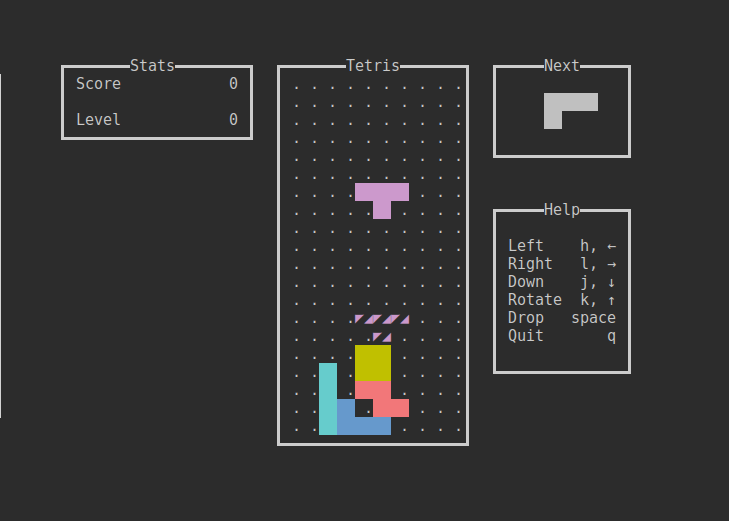 Stats
Score 0
Level 0
Tetris
Next
Help
Left h, ←
Right l, →
Down j, ↓
Rotate k, ↑
Drop space
Quit q